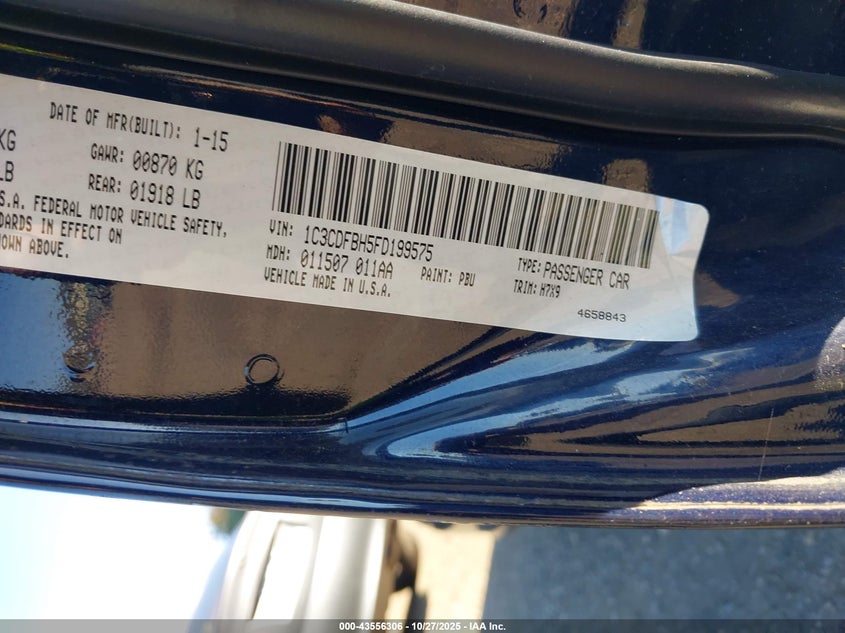 DATE OF MFR(BUILT): 1-15
KG
GAWR: 00870 KG
LB
REAR: 01918 LB
S.A. FEDERAL MOTOR VEHICLE SAFETY,
DARDS IN EFFECT ON
OWN ABOVE.
VIN: 1C3CDFBH5FD199575
MDH: 011507 011AA
PAINT: PBU
VEHICLE MADE IN U.S.A.
TYPE: PASSENGER CAR
TRIM: H7X9
4658843
000-43556306 - 10/27/2025 - IAA Inc.